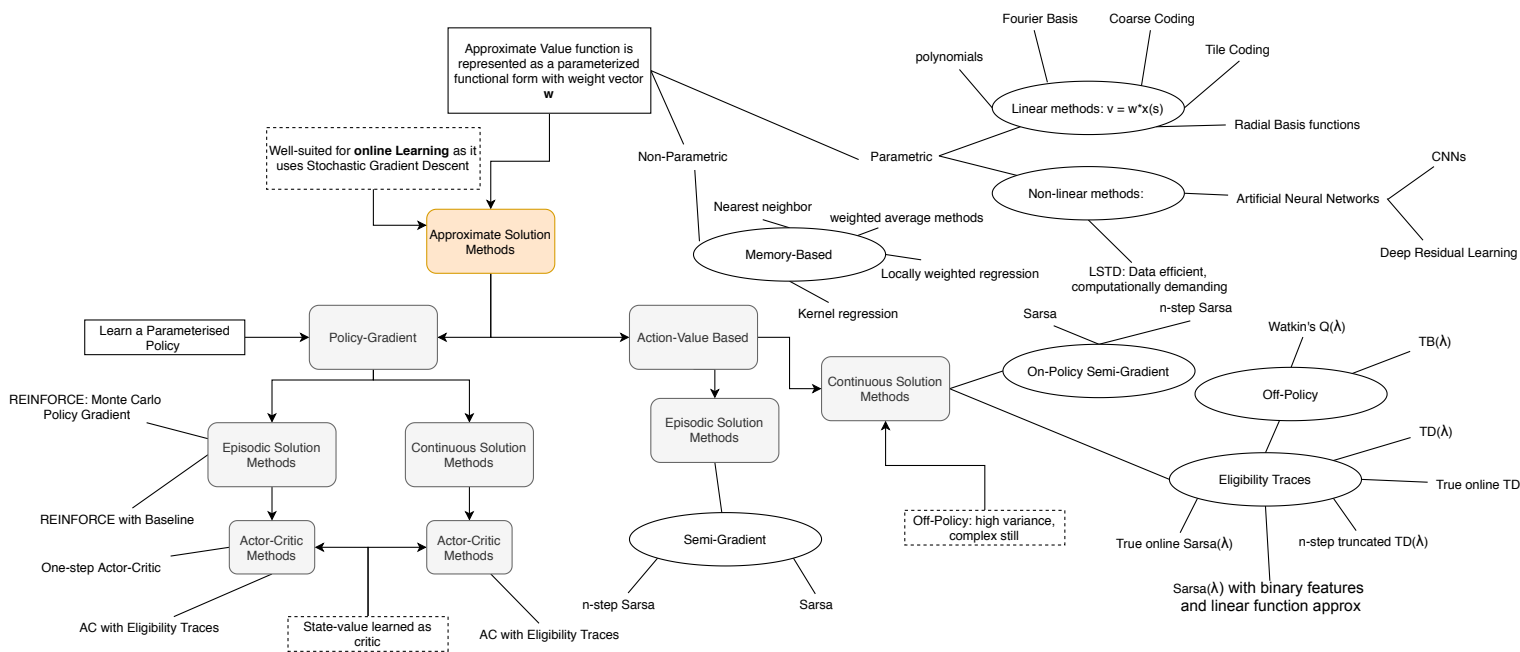 Fourier Basis
Coarse Coding
Approximate Value function is
represented as a parameterized
functional form with weight vector
w
polynomials
Tile Coding
Linear methods: v = w*x(s)
Radial Basis functions
Well-suited for online Learning as it
uses Stochastic Gradient Descent
Non-Parametric
Parametric
CNNs
Non-linear methods:
Artificial Neural Networks
Nearest neighbor
weighted average methods
Approximate Solution
Methods
Memory-Based
Deep Residual Learning
Locally weighted regression
LSTD: Data efficient,
computationally demanding
Kernel regression
Sarsa
n-step Sarsa
Learn a Parameterised
Policy
Policy-Gradient
Action-Value Based
Watkin's Q(λ)
TB(λ)
Continuous Solution
Methods
On-Policy Semi-Gradient
Off-Policy
REINFORCE: Monte Carlo
Policy Gradient
Episodic Solution
Methods
Continuous Solution
Methods
Episodic Solution
Methods
TD(λ)
Eligibility Traces
True online TD
REINFORCE with Baseline
Off-Policy: high variance,
complex still
Actor-Critic
Methods
Actor-Critic
Methods
Semi-Gradient
True online Sarsa(λ)
n-step truncated TD(λ)
One-step Actor-Critic
Sarsa(λ) with binary features
and linear function approx
n-step Sarsa
Sarsa
AC with Eligibility Traces
State-value learned as
critic
AC with Eligibility Traces